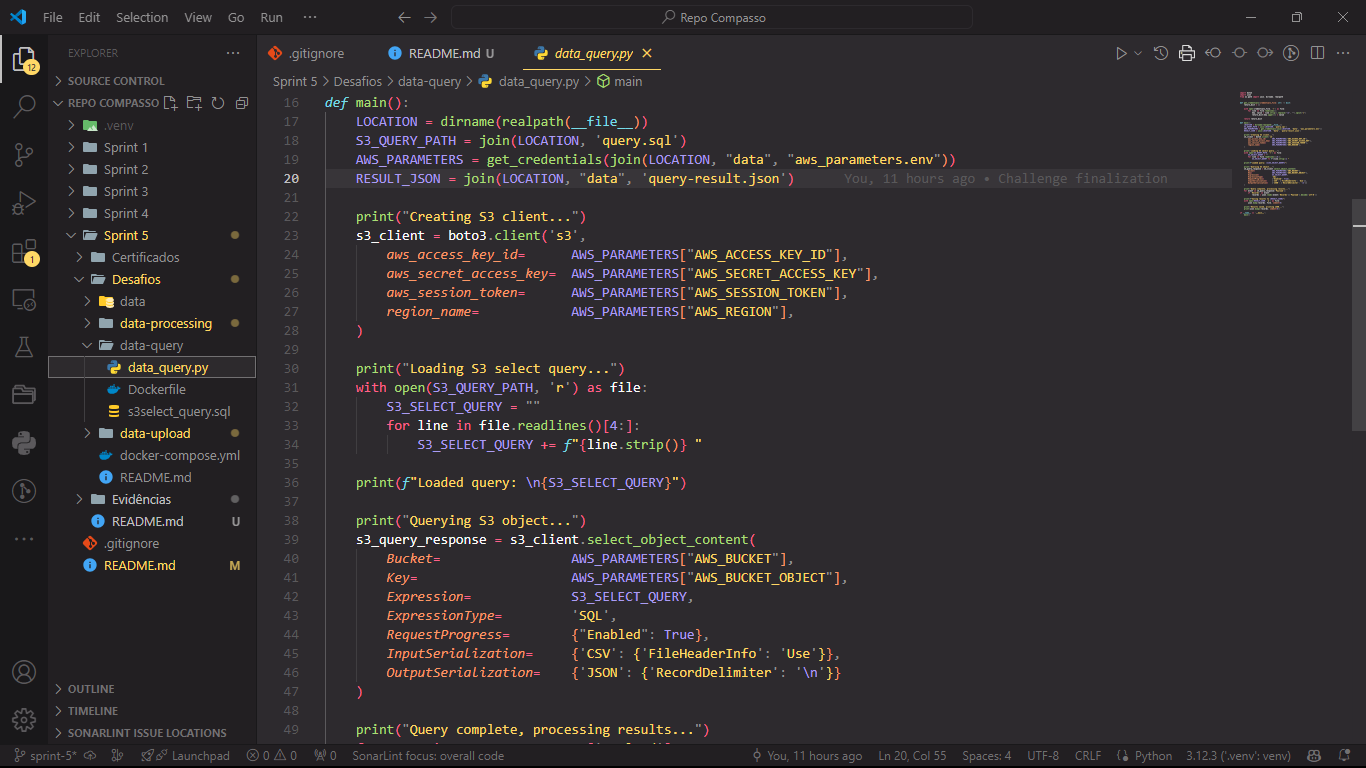 File Edit Selection View Go Run ··· Repo Compasso
EXPLORER ···
12
SOURCE CONTROL
REPO COMPASSO
.venv
Sprint 1
Sprint 2
Sprint 3
Sprint 4
Sprint 5
Certificados
Desafios
data
data-processing
data-query
data_query.py
Dockerfile
s3select_query.sql
data-upload
docker-compose.yml
README.md
Evidências
README.md U
.gitignore
README.md M
OUTLINE
TIMELINE
SONARLINT ISSUE LOCATIONS
1
.gitignore README.md U data_query.py
Sprint 5 > Desafios > data-query > data_query.py > main
16 def main():
17 LOCATION = dirname(realpath(__file__))
18 S3_QUERY_PATH = join(LOCATION, 'query.sql')
19 AWS_PARAMETERS = get_credentials(join(LOCATION, "data", "aws_parameters.env"))
20 RESULT_JSON = join(LOCATION, "data", 'query-result.json') You, 11 hours ago • Challenge finalization
21
22 print("Creating S3 client...")
23 s3_client = boto3.client('s3',
24 aws_access_key_id= AWS_PARAMETERS["AWS_ACCESS_KEY_ID"],
25 aws_secret_access_key= AWS_PARAMETERS["AWS_SECRET_ACCESS_KEY"],
26 aws_session_token= AWS_PARAMETERS["AWS_SESSION_TOKEN"],
27 region_name= AWS_PARAMETERS["AWS_REGION"],
28 )
29
30 print("Loading S3 select query...")
31 with open(S3_QUERY_PATH, 'r') as file:
32 S3_SELECT_QUERY = ""
33 for line in file.readlines()[4:]:
34 S3_SELECT_QUERY += f"{line.strip()} "
35
36 print(f"Loaded query: \n{S3_SELECT_QUERY}")
37
38 print("Querying S3 object...")
39 s3_query_response = s3_client.select_object_content(
40 Bucket= AWS_PARAMETERS["AWS_BUCKET"],
41 Key= AWS_PARAMETERS["AWS_BUCKET_OBJECT"],
42 Expression= S3_SELECT_QUERY,
43 ExpressionType= 'SQL',
44 RequestProgress= {"Enabled": True},
45 InputSerialization= {'CSV': {'FileHeaderInfo': 'Use'}},
46 OutputSerialization= {'JSON': {'RecordDelimiter': '\n'}}
47 )
48
49 print("Query complete, processing results...")
sprint-5* Launchpad 0 0 0 SonarLint focus: overall code You, 11 hours ago Ln 20, Col 55 Spaces: 4 UTF-8 CRLF Python 3.12.3 ('.venv': venv)